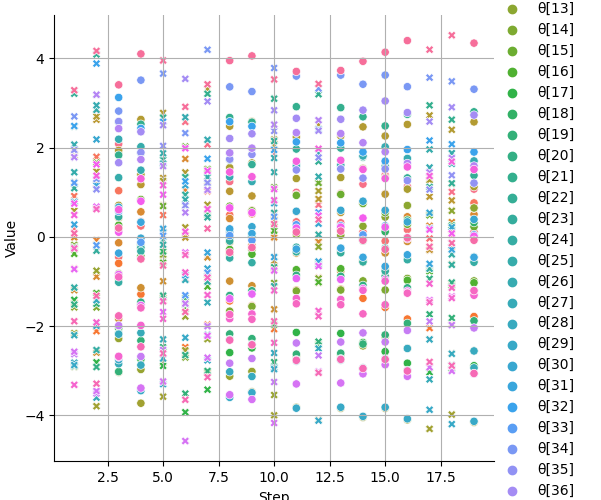 θ[13]
θ[14]
θ[15]
θ[16]
θ[17]
θ[18]
θ[19]
θ[20]
θ[21]
θ[22]
θ[23]
θ[24]
θ[25]
θ[26]
θ[27]
θ[28]
θ[29]
θ[30]
θ[31]
θ[32]
θ[33]
θ[34]
θ[35]
θ[36]
Value
4
2
0
−2
−4
2.5 5.0 7.5 10.0 12.5 15.0 17.5
Step